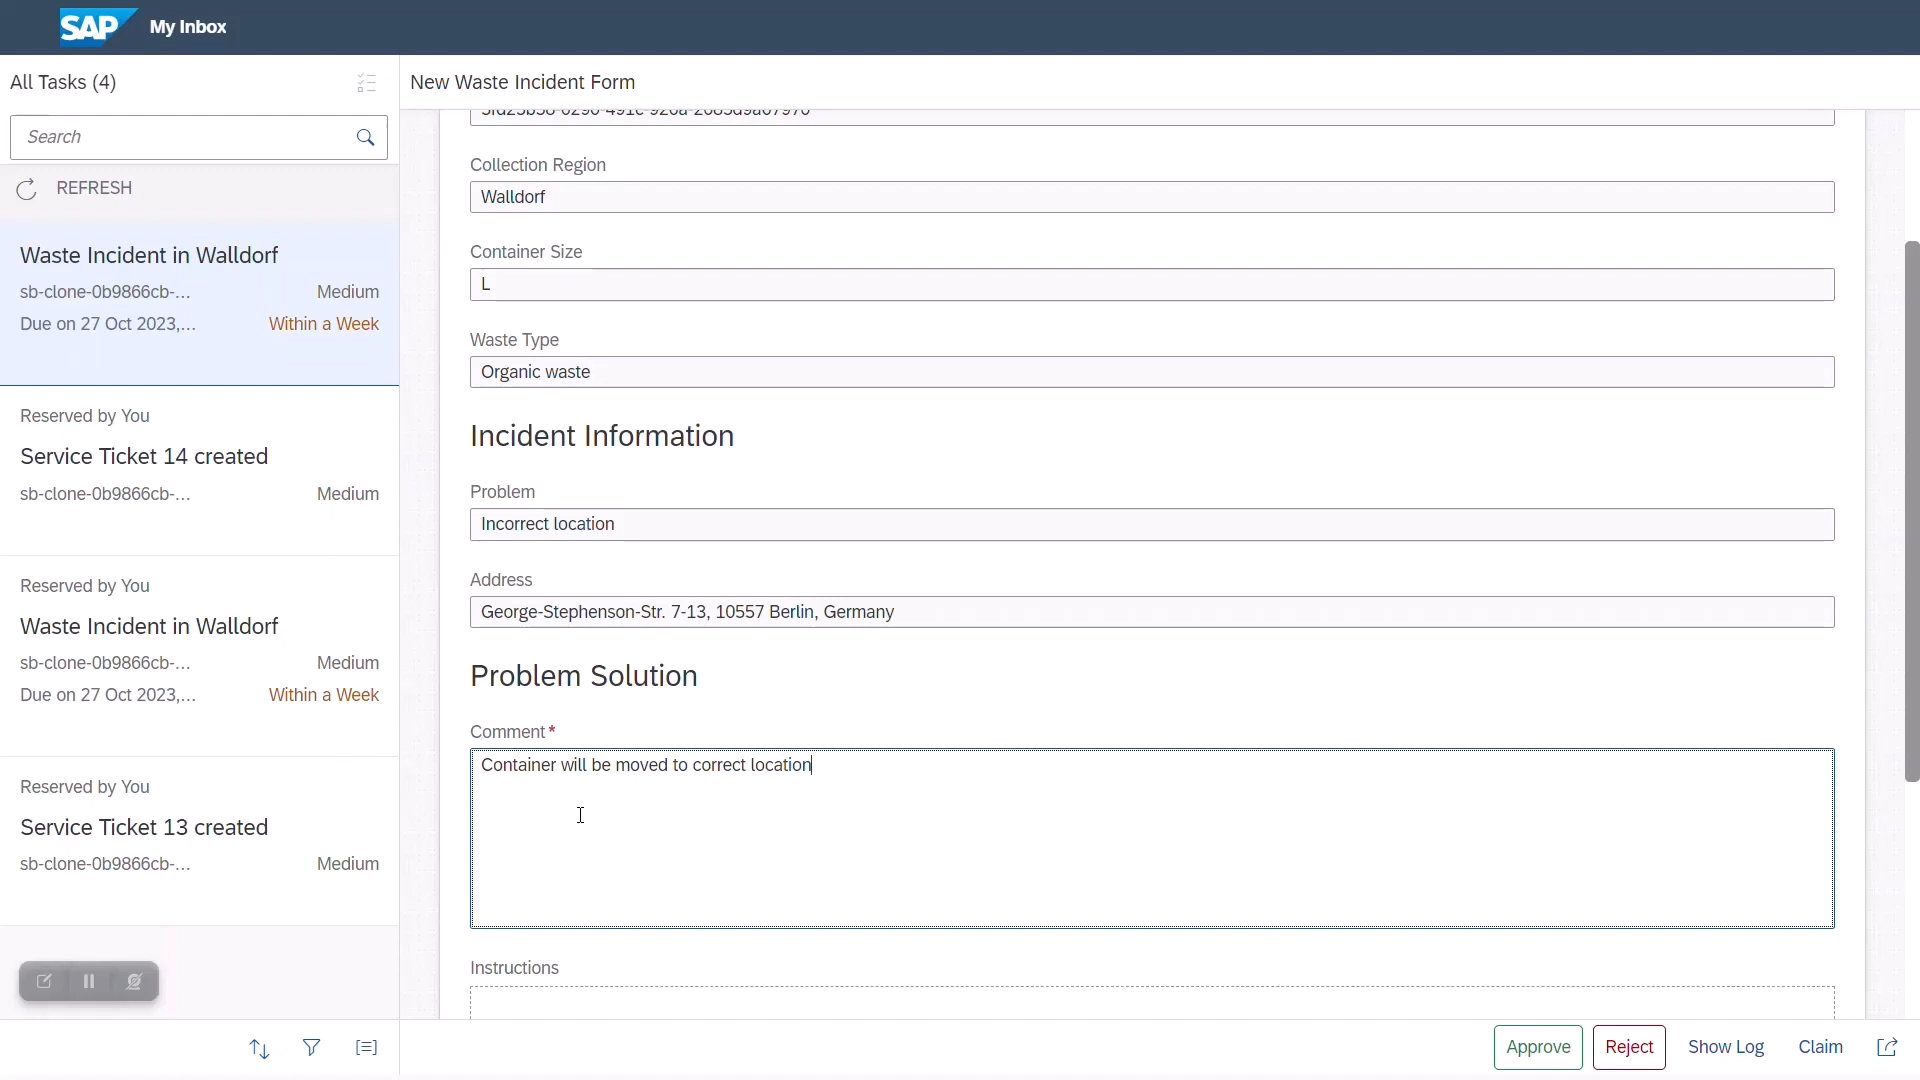 SAP My Inbox
All Tasks (4)
Search
REFRESH
Waste Incident in Walldorf
sb-clone-0b9866cb-... Medium
Due on 27 Oct 2023,... Within a Week
Reserved by You
Service Ticket 14 created
sb-clone-0b9866cb-... Medium
Reserved by You
Waste Incident in Walldorf
sb-clone-0b9866cb-... Medium
Due on 27 Oct 2023,... Within a Week
Reserved by You
Service Ticket 13 created
sb-clone-0b9866cb-... Medium
New Waste Incident Form
Collection Region
Walldorf
Container Size
L
Waste Type
Organic waste
Incident Information
Problem
Incorrect location
Address
George-Stephenson-Str. 7-13, 10557 Berlin, Germany
Problem Solution
Comment*
Container will be moved to correct location
Instructions
Approve Reject Show Log Claim